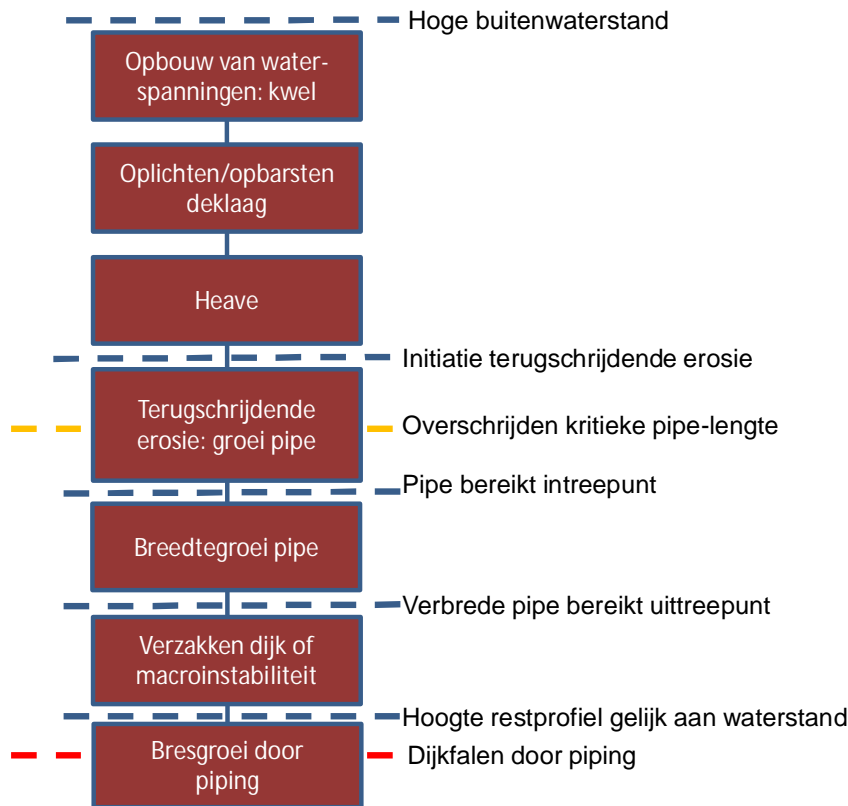 Hoge buitenwaterstand
Opbouw van water-
spanningen: kwel
Oplichten/opbarsten
deklaag
Heave
Initiatie terugschrijdende erosie
Terugschrijdende
erosie: groei pipe
Overschrijden kritieke pipe-lengte
Pipe bereikt intreepunt
Breedtegroei pipe
Verbrede pipe bereikt uittreepunt
Verzakken dijk of
macroinstabiliteit
Hoogte restprofiel gelijk aan waterstand
Bresgroei door
piping
Dijkfalen door piping